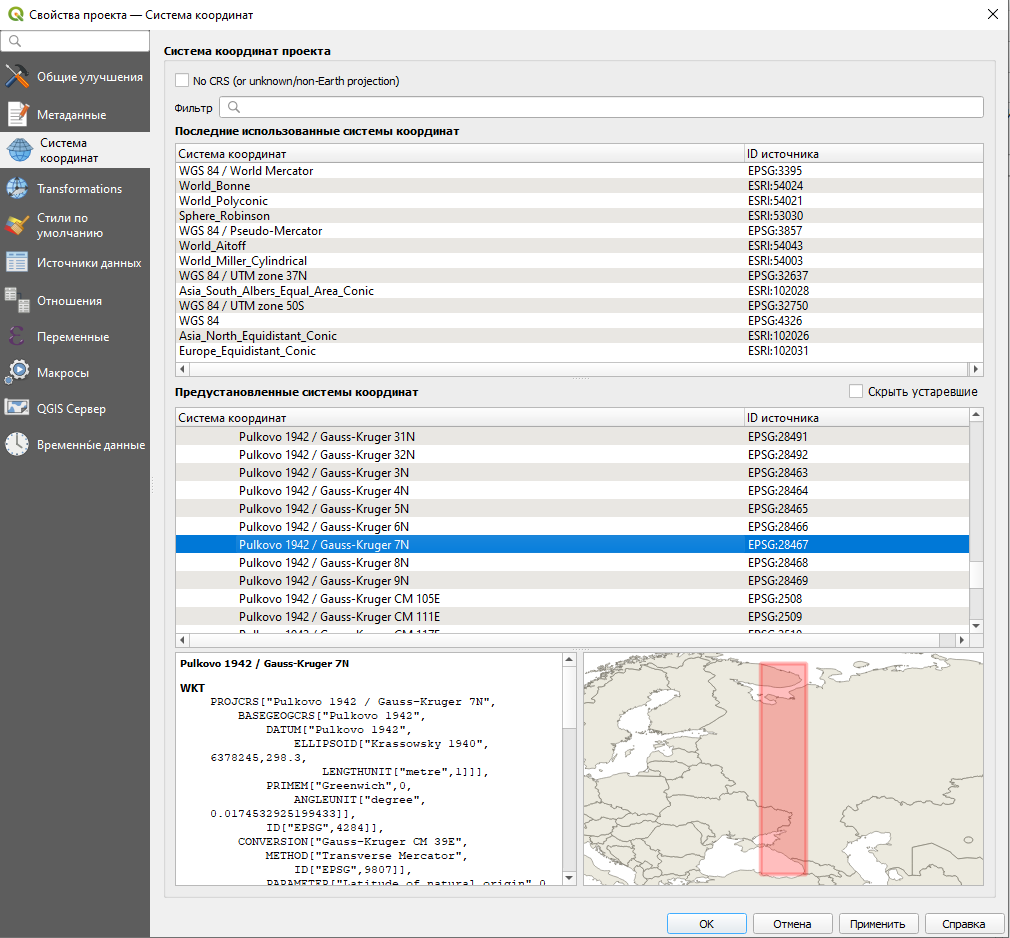 Свойства проекта — Система координат
Общие улучшения
Метаданные
Система
координат
Transformations
Стили по
умолчанию
Источники данных
Отношения
Переменные
Макросы
QGIS Сервер
Временны́е данные
Система координат проекта
No CRS (or unknown/non-Earth projection)
Фильтр
Последние использованные системы координат
Система координат ID источника
WGS 84 / World Mercator EPSG:3395
World_Bonne ESRI:54024
World_Polyconic ESRI:54021
Sphere_Robinson ESRI:53030
WGS 84 / Pseudo-Mercator EPSG:3857
World_Aitoff ESRI:54043
World_Miller_Cylindrical ESRI:54003
WGS 84 / UTM zone 37N EPSG:32637
Asia_South_Albers_Equal_Area_Conic ESRI:102028
WGS 84 / UTM zone 50S EPSG:32750
WGS 84 EPSG:4326
Asia_North_Equidistant_Conic ESRI:102026
Europe_Equidistant_Conic ESRI:102031
Предустановленные системы координат Скрыть устаревшие
Система координат ID источника
Pulkovo 1942 / Gauss-Kruger 31N EPSG:28491
Pulkovo 1942 / Gauss-Kruger 32N EPSG:28492
Pulkovo 1942 / Gauss-Kruger 3N EPSG:28463
Pulkovo 1942 / Gauss-Kruger 4N EPSG:28464
Pulkovo 1942 / Gauss-Kruger 5N EPSG:28465
Pulkovo 1942 / Gauss-Kruger 6N EPSG:28466
Pulkovo 1942 / Gauss-Kruger 7N EPSG:28467
Pulkovo 1942 / Gauss-Kruger 8N EPSG:28468
Pulkovo 1942 / Gauss-Kruger 9N EPSG:28469
Pulkovo 1942 / Gauss-Kruger CM 105E EPSG:2508
Pulkovo 1942 / Gauss-Kruger CM 111E EPSG:2509
Pulkovo 1942 / Gauss-Kruger CM 117E EPSG:2510
Pulkovo 1942 / Gauss-Kruger 7N
WKT
PROJCRS["Pulkovo 1942 / Gauss-Kruger 7N",
BASEGEOGCRS["Pulkovo 1942",
DATUM["Pulkovo 1942",
ELLIPSOID["Krassowsky 1940",
6378245,298.3,
LENGTHUNIT["metre",1]]],
PRIMEM["Greenwich",0,
ANGLEUNIT["degree",
0.0174532925199433]],
ID["EPSG",4284]],
CONVERSION["Gauss-Kruger CM 39E",
METHOD["Transverse Mercator",
ID["EPSG",9807]],
PARAMETER["Latitude of natural origin",0,
OK Отмена Применить Справка